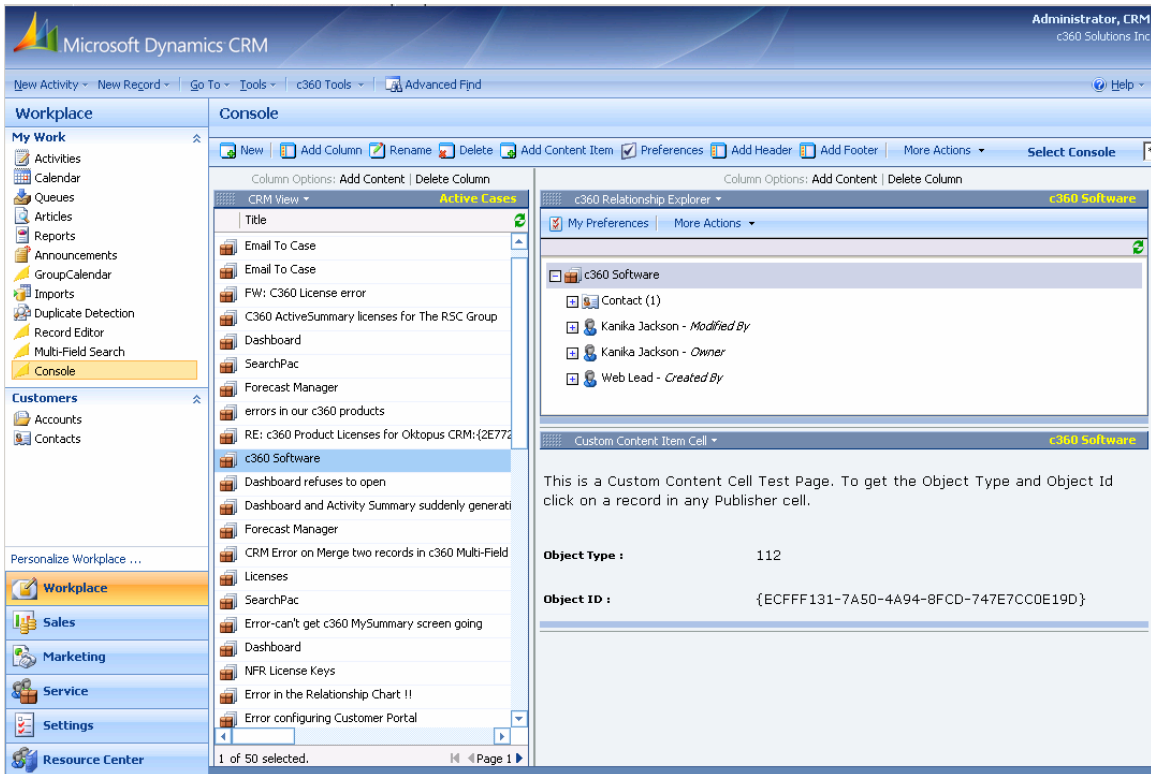 Administrator, CRM
c360 Solutions Inc
Microsoft Dynamics CRM
New Activity New Record Go To Tools c360 Tools Advanced Find Help
Workplace
Console
My Work
Activities
Calendar
Queues
Articles
Reports
Announcements
GroupCalendar
Imports
Duplicate Detection
Record Editor
Multi-Field Search
Console
Customers
Accounts
Contacts
Personalize Workplace ...
Workplace
Sales
Marketing
Service
Settings
Resource Center
New Add Column Rename Delete Add Content Item Preferences Add Header Add Footer More Actions Select Console
Column Options: Add Content | Delete Column
CRM View Active Cases
Title
Email To Case
Email To Case
FW: C360 License error
C360 ActiveSummary licenses for The RSC Group
Dashboard
SearchPac
Forecast Manager
errors in our c360 products
RE: c360 Product Licenses for Oktopus CRM:{2E772
c360 Software
Dashboard refuses to open
Dashboard and Activity Summary suddenly generati
Forecast Manager
CRM Error on Merge two records in c360 Multi-Field
Licenses
SearchPac
Error-can't get c360 MySummary screen going
Dashboard
NFR License Keys
Error in the Relationship Chart !!
Error configuring Customer Portal
1 of 50 selected. Page 1
Column Options: Add Content | Delete Column
c360 Relationship Explorer c360 Software
My Preferences More Actions
c360 Software
Contact (1)
Kanika Jackson - Modified By
Kanika Jackson - Owner
Web Lead - Created By
Custom Content Item Cell c360 Software
This is a Custom Content Cell Test Page. To get the Object Type and Object Id
click on a record in any Publisher cell.
Object Type : 112
Object ID : {ECFFF131-7A50-4A94-8FCD-747E7CC0E19D}